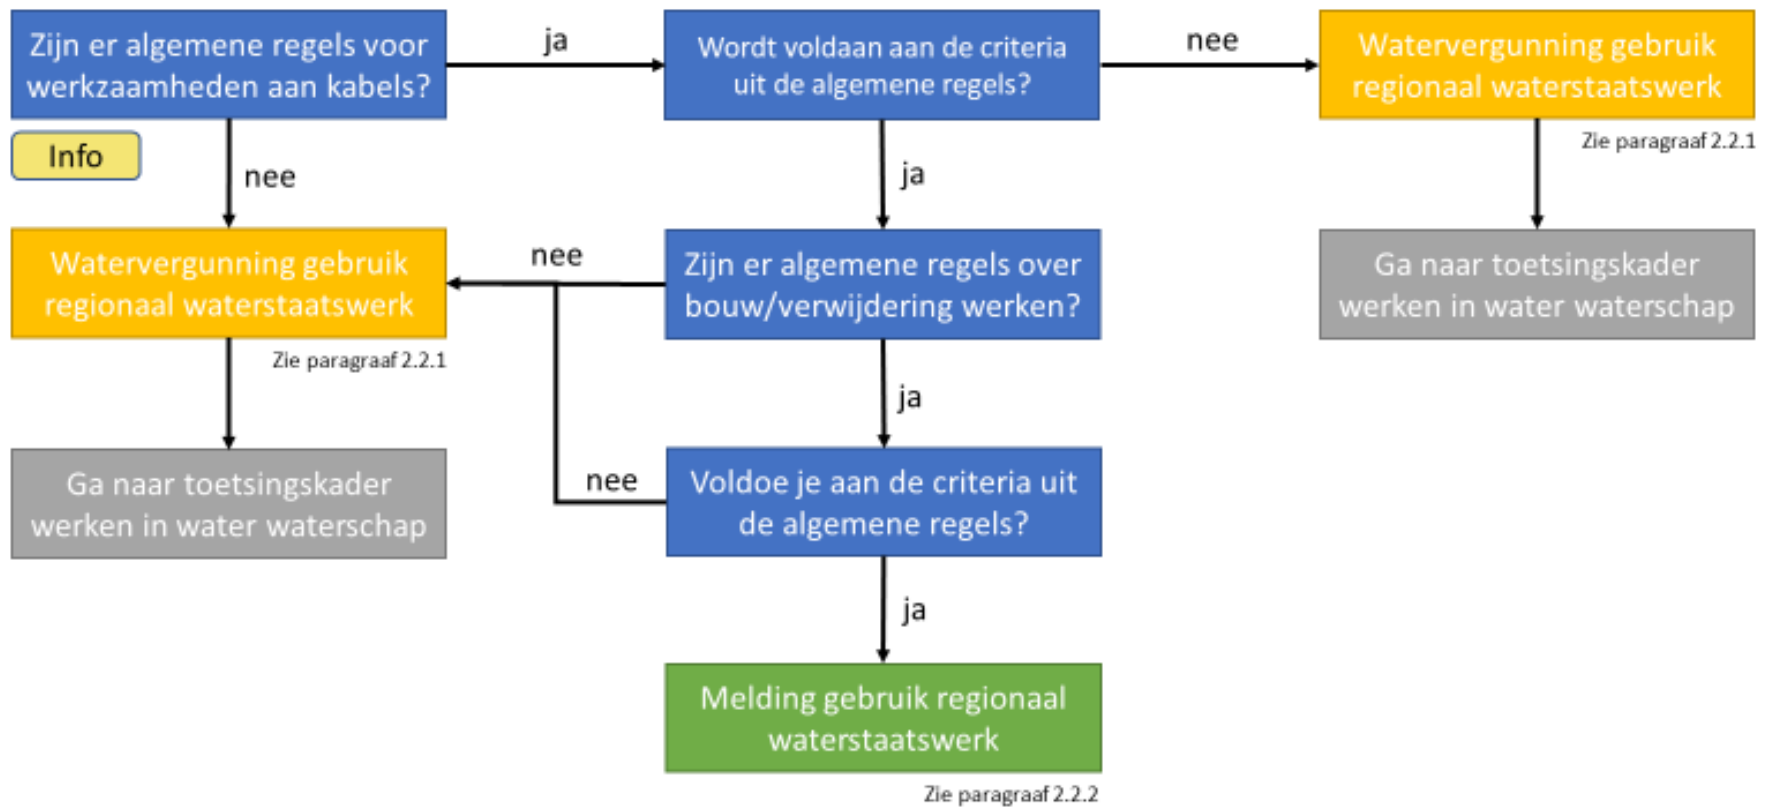 Zijn er algemene regels voor
werkzaamheden aan kabels?
ja
Wordt voldaan aan de criteria
uit de algemene regels?
nee
Watervergunning gebruik
regionaal waterstaatswerk
Zie paragraaf 2.2.1
Info
nee
ja
Watervergunning gebruik
regionaal waterstaatswerk
Zie paragraaf 2.2.1
nee
Zijn er algemene regels over
bouw/verwijdering werken?
Ga naar toetsingskader
werken in water waterschap
ja
Ga naar toetsingskader
werken in water waterschap
nee
Voldoe je aan de criteria uit
de algemene regels?
ja
Melding gebruik regionaal
waterstaatswerk
Zie paragraaf 2.2.2